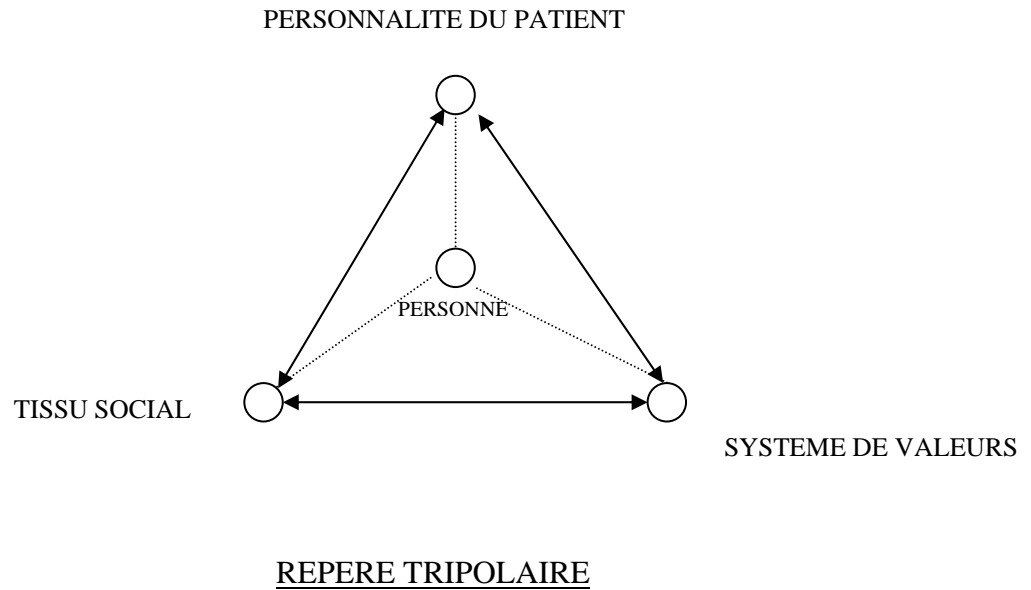 PERSONNALITE DU PATIENT
PERSONNE
TISSU SOCIAL
SYSTEME DE VALEURS
REPERE TRIPOLAIRE